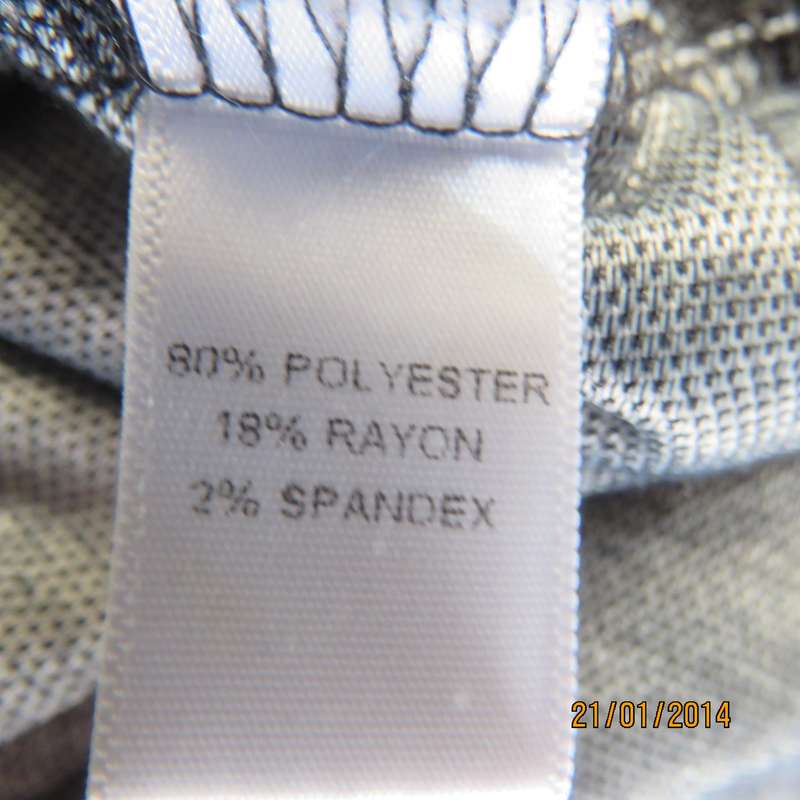 80% POLYESTER
18% RAYON
2% SPANDEX
21/01/2014